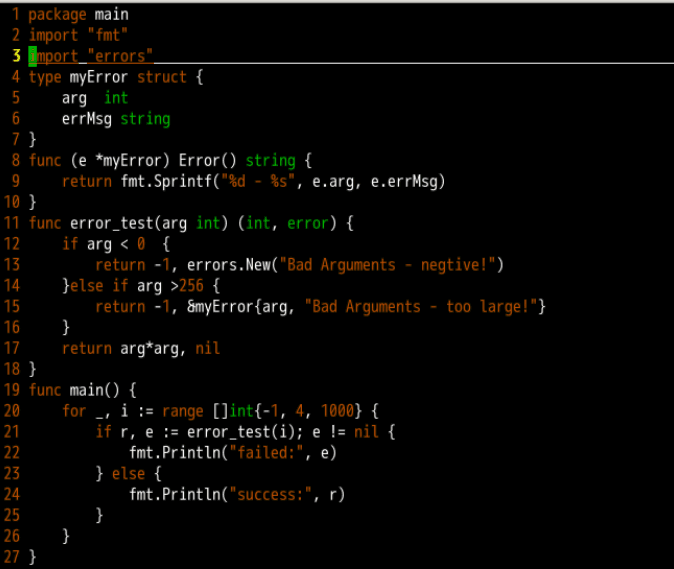 1 package main
2 import "fmt"
3 import "errors"
4 type myError struct {
5     arg  int
6     errMsg string
7 }
8 func (e *myError) Error() string {
9     return fmt.Sprintf("%d - %s", e.arg, e.errMsg)
10 }
11 func error_test(arg int) (int, error) {
12     if arg < 0  {
13         return -1, errors.New("Bad Arguments - negtive!")
14     }else if arg >256 {
15         return -1, &myError{arg, "Bad Arguments - too large!"}
16     }
17     return arg*arg, nil
18 }
19 func main() {
20     for _, i := range []int{-1, 4, 1000} {
21         if r, e := error_test(i); e != nil {
22             fmt.Println("failed:", e)
23         } else {
24             fmt.Println("success:", r)
25         }
26     }
27 }